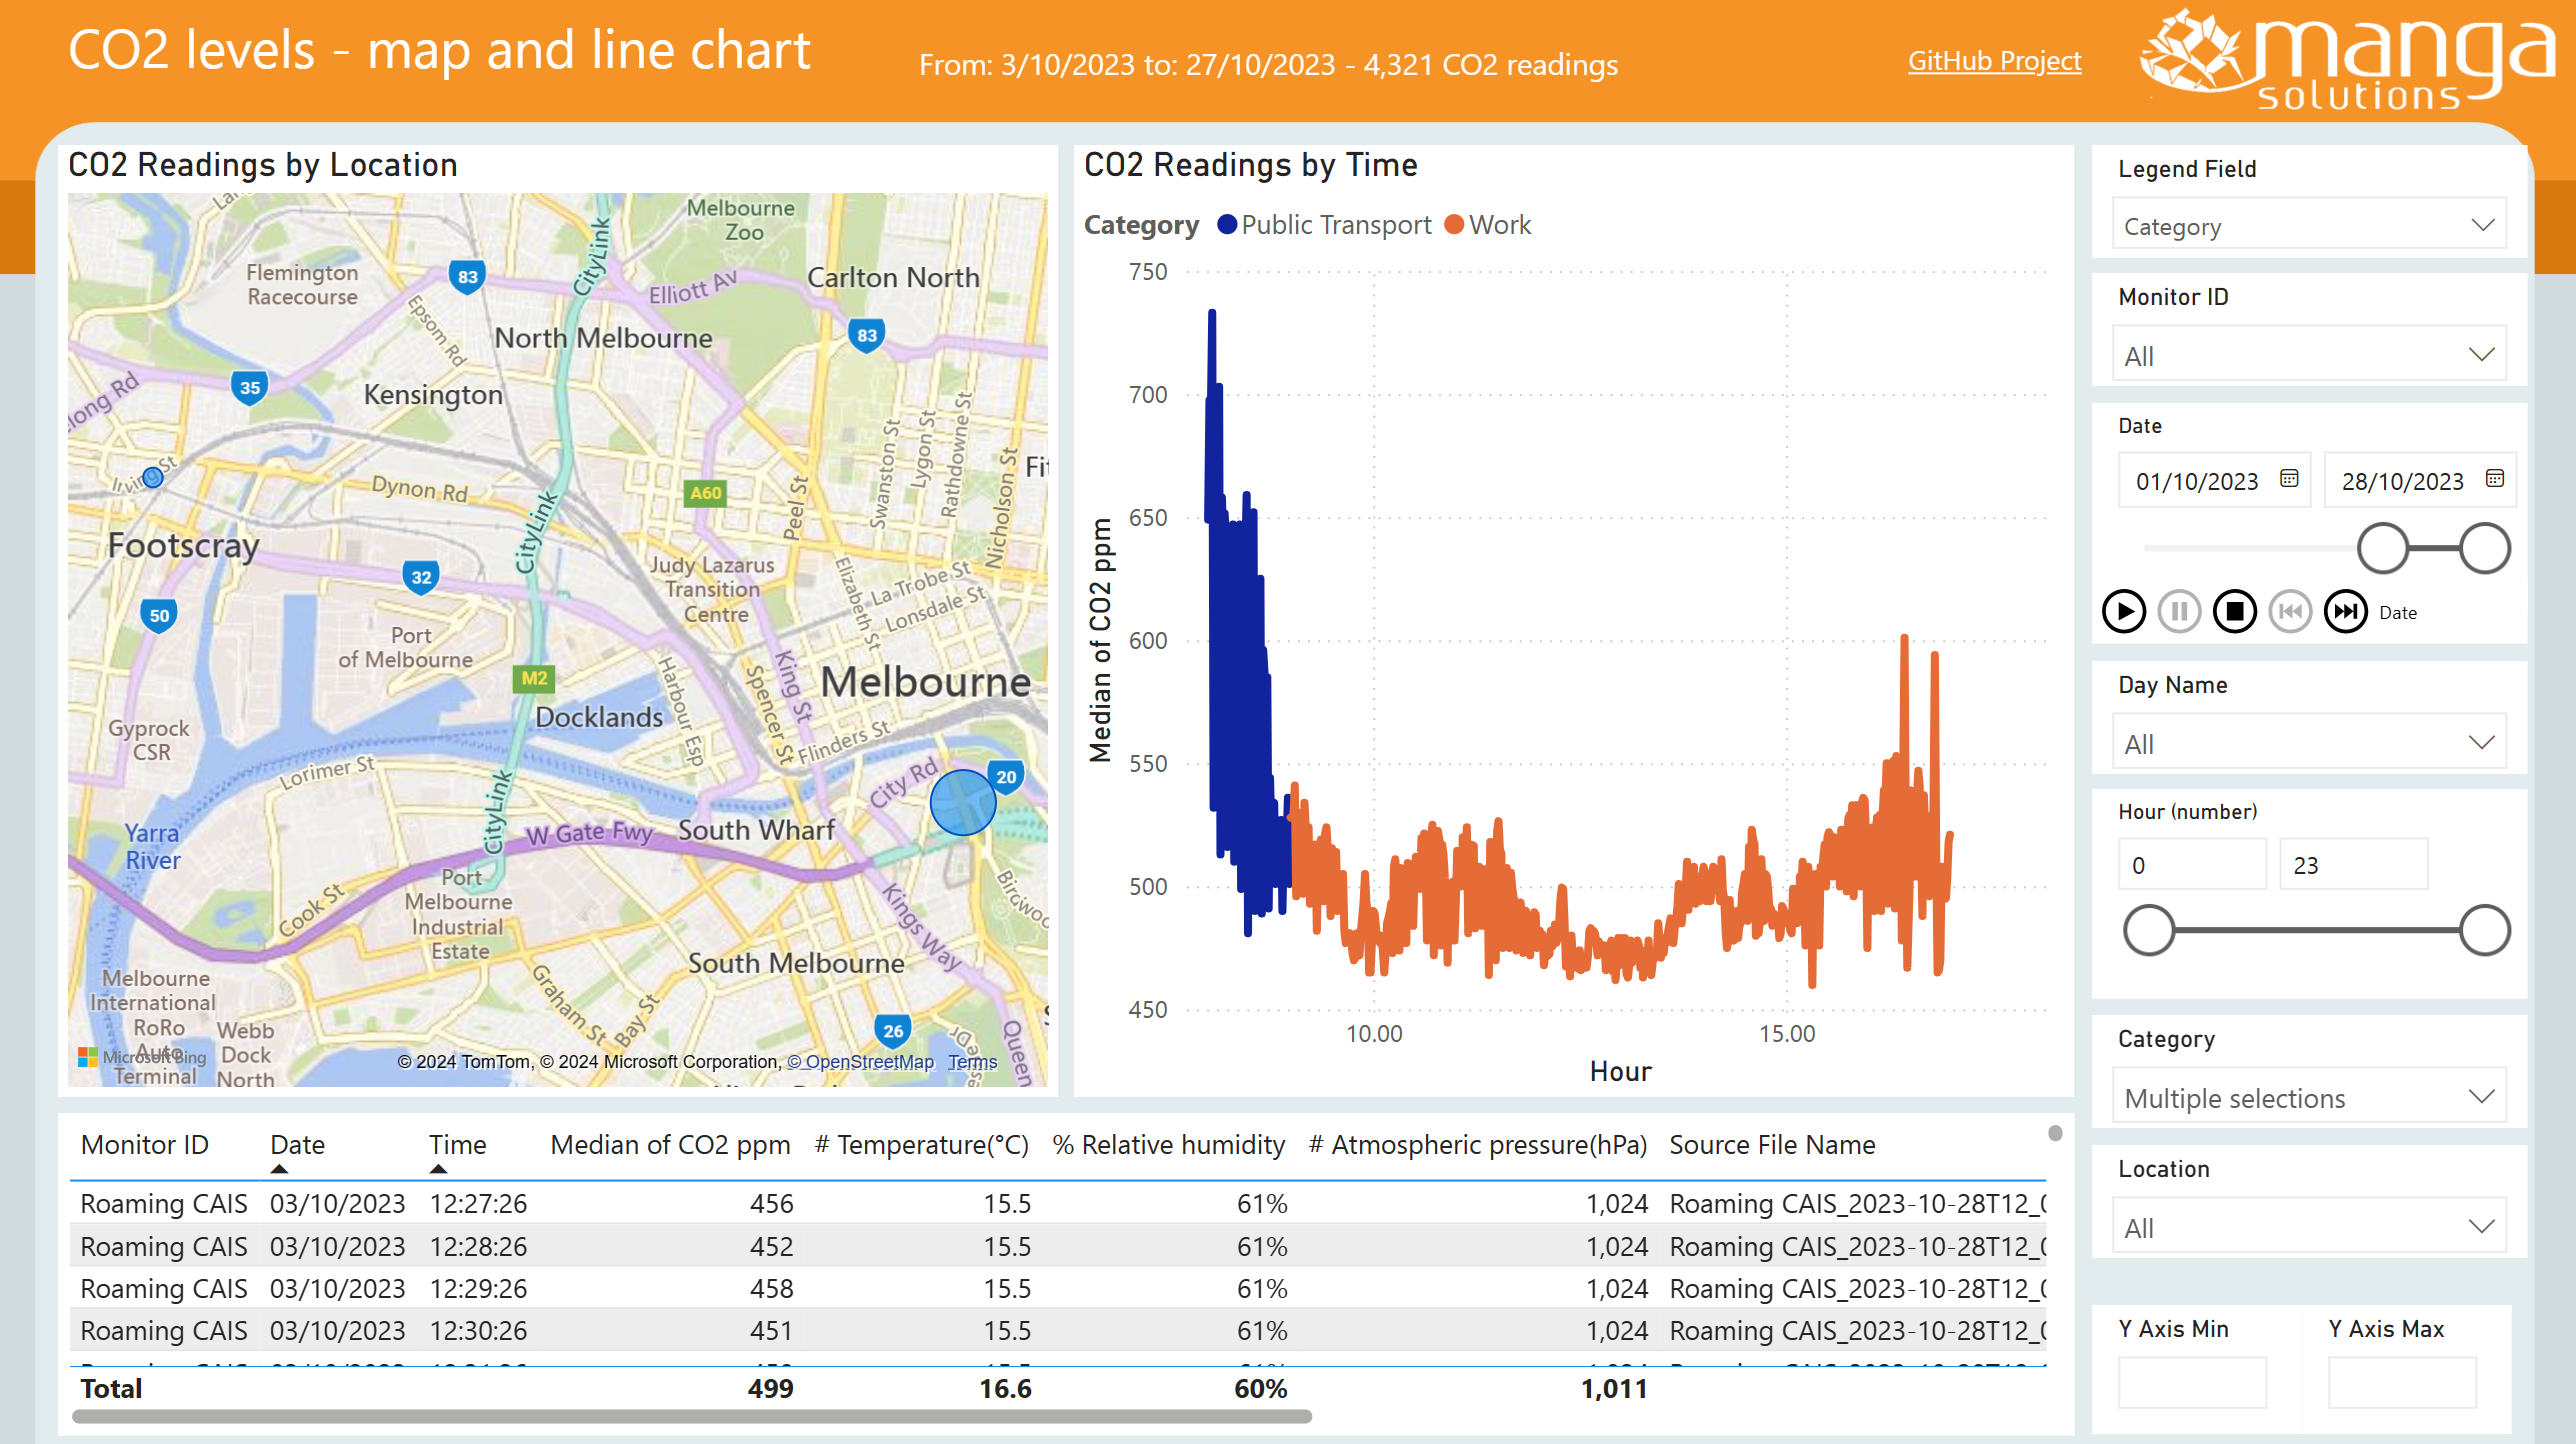 CO2 levels - map and line chart
From: 3/10/2023 to: 27/10/2023 - 4,321 CO2 readings
GitHub Project
manga
solutions
CO2 Readings by Location
Melbourne
Zoo
Flemington
Racecourse
83
CityLink
Elliott Av
Carlton North
Epsom Rd
North Melbourne
83
35
Kensington
long Rd
Swanston St
Lygon St
Rathdowne St
Nicholson St
Irving St
Dynon Rd
A60
Peel St
CityLink
Footscray
32
Judy Lazarus
Transition
Centre
Elizabeth St
La Trobe St
Lonsdale St
50
Port
of Melbourne
M2
Harbour Esp
Spencer St
King St
Melbourne
Docklands
Flinders St
Gyprock
CSR
Lorimer St
CityLink
City Rd
20
Yarra
River
W Gate Fwy
South Wharf
Port
Melbourne
Industrial
Estate
Cook St
Kings Way
South Melbourne
Melbourne
International
RoRo
Auto
Terminal
Webb
Dock
North
Graham St
Bay St
26
Queen
Microsoft Bing
© 2024 TomTom, © 2024 Microsoft Corporation, © OpenStreetMap Terms
CO2 Readings by Time
Category Public Transport Work
750
700
650
600
550
500
450
Median of CO2 ppm
10.00
15.00
Hour
Legend Field
Category
Monitor ID
All
Date
01/10/2023
28/10/2023
Date
Day Name
All
Hour (number)
0
23
Category
Multiple selections
Location
All
Y Axis Min
Y Axis Max
Monitor ID Date Time Median of CO2 ppm # Temperature(°C) % Relative humidity # Atmospheric pressure(hPa) Source File Name
Roaming CAIS 03/10/2023 12:27:26 456 15.5 61% 1,024 Roaming CAIS_2023-10-28T12_0
Roaming CAIS 03/10/2023 12:28:26 452 15.5 61% 1,024 Roaming CAIS_2023-10-28T12_0
Roaming CAIS 03/10/2023 12:29:26 458 15.5 61% 1,024 Roaming CAIS_2023-10-28T12_0
Roaming CAIS 03/10/2023 12:30:26 451 15.5 61% 1,024 Roaming CAIS_2023-10-28T12_0
Total 499 16.6 60% 1,011